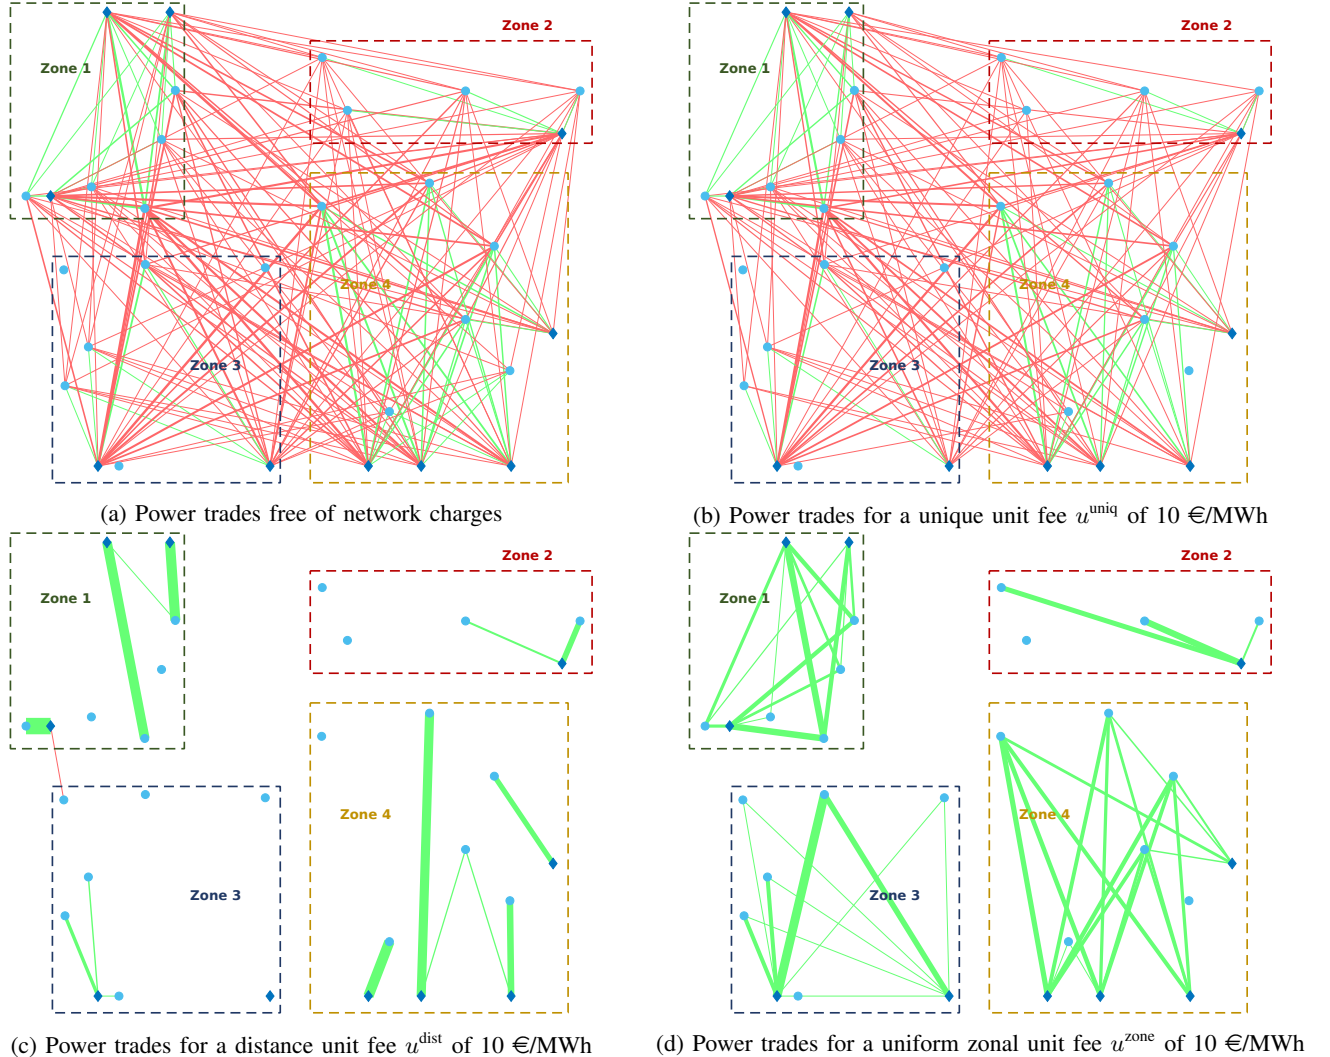 Zone 1
Zone 2
Zone 3
Zone 4
(a) Power trades free of network charges
Zone 1
Zone 2
Zone 3
Zone 4
(b) Power trades for a unique unit fee u^uniq of 10 €/MWh
Zone 1
Zone 2
Zone 3
Zone 4
(c) Power trades for a distance unit fee u^dist of 10 €/MWh
Zone 1
Zone 2
Zone 3
Zone 4
(d) Power trades for a uniform zonal unit fee u^zone of 10 €/MWh